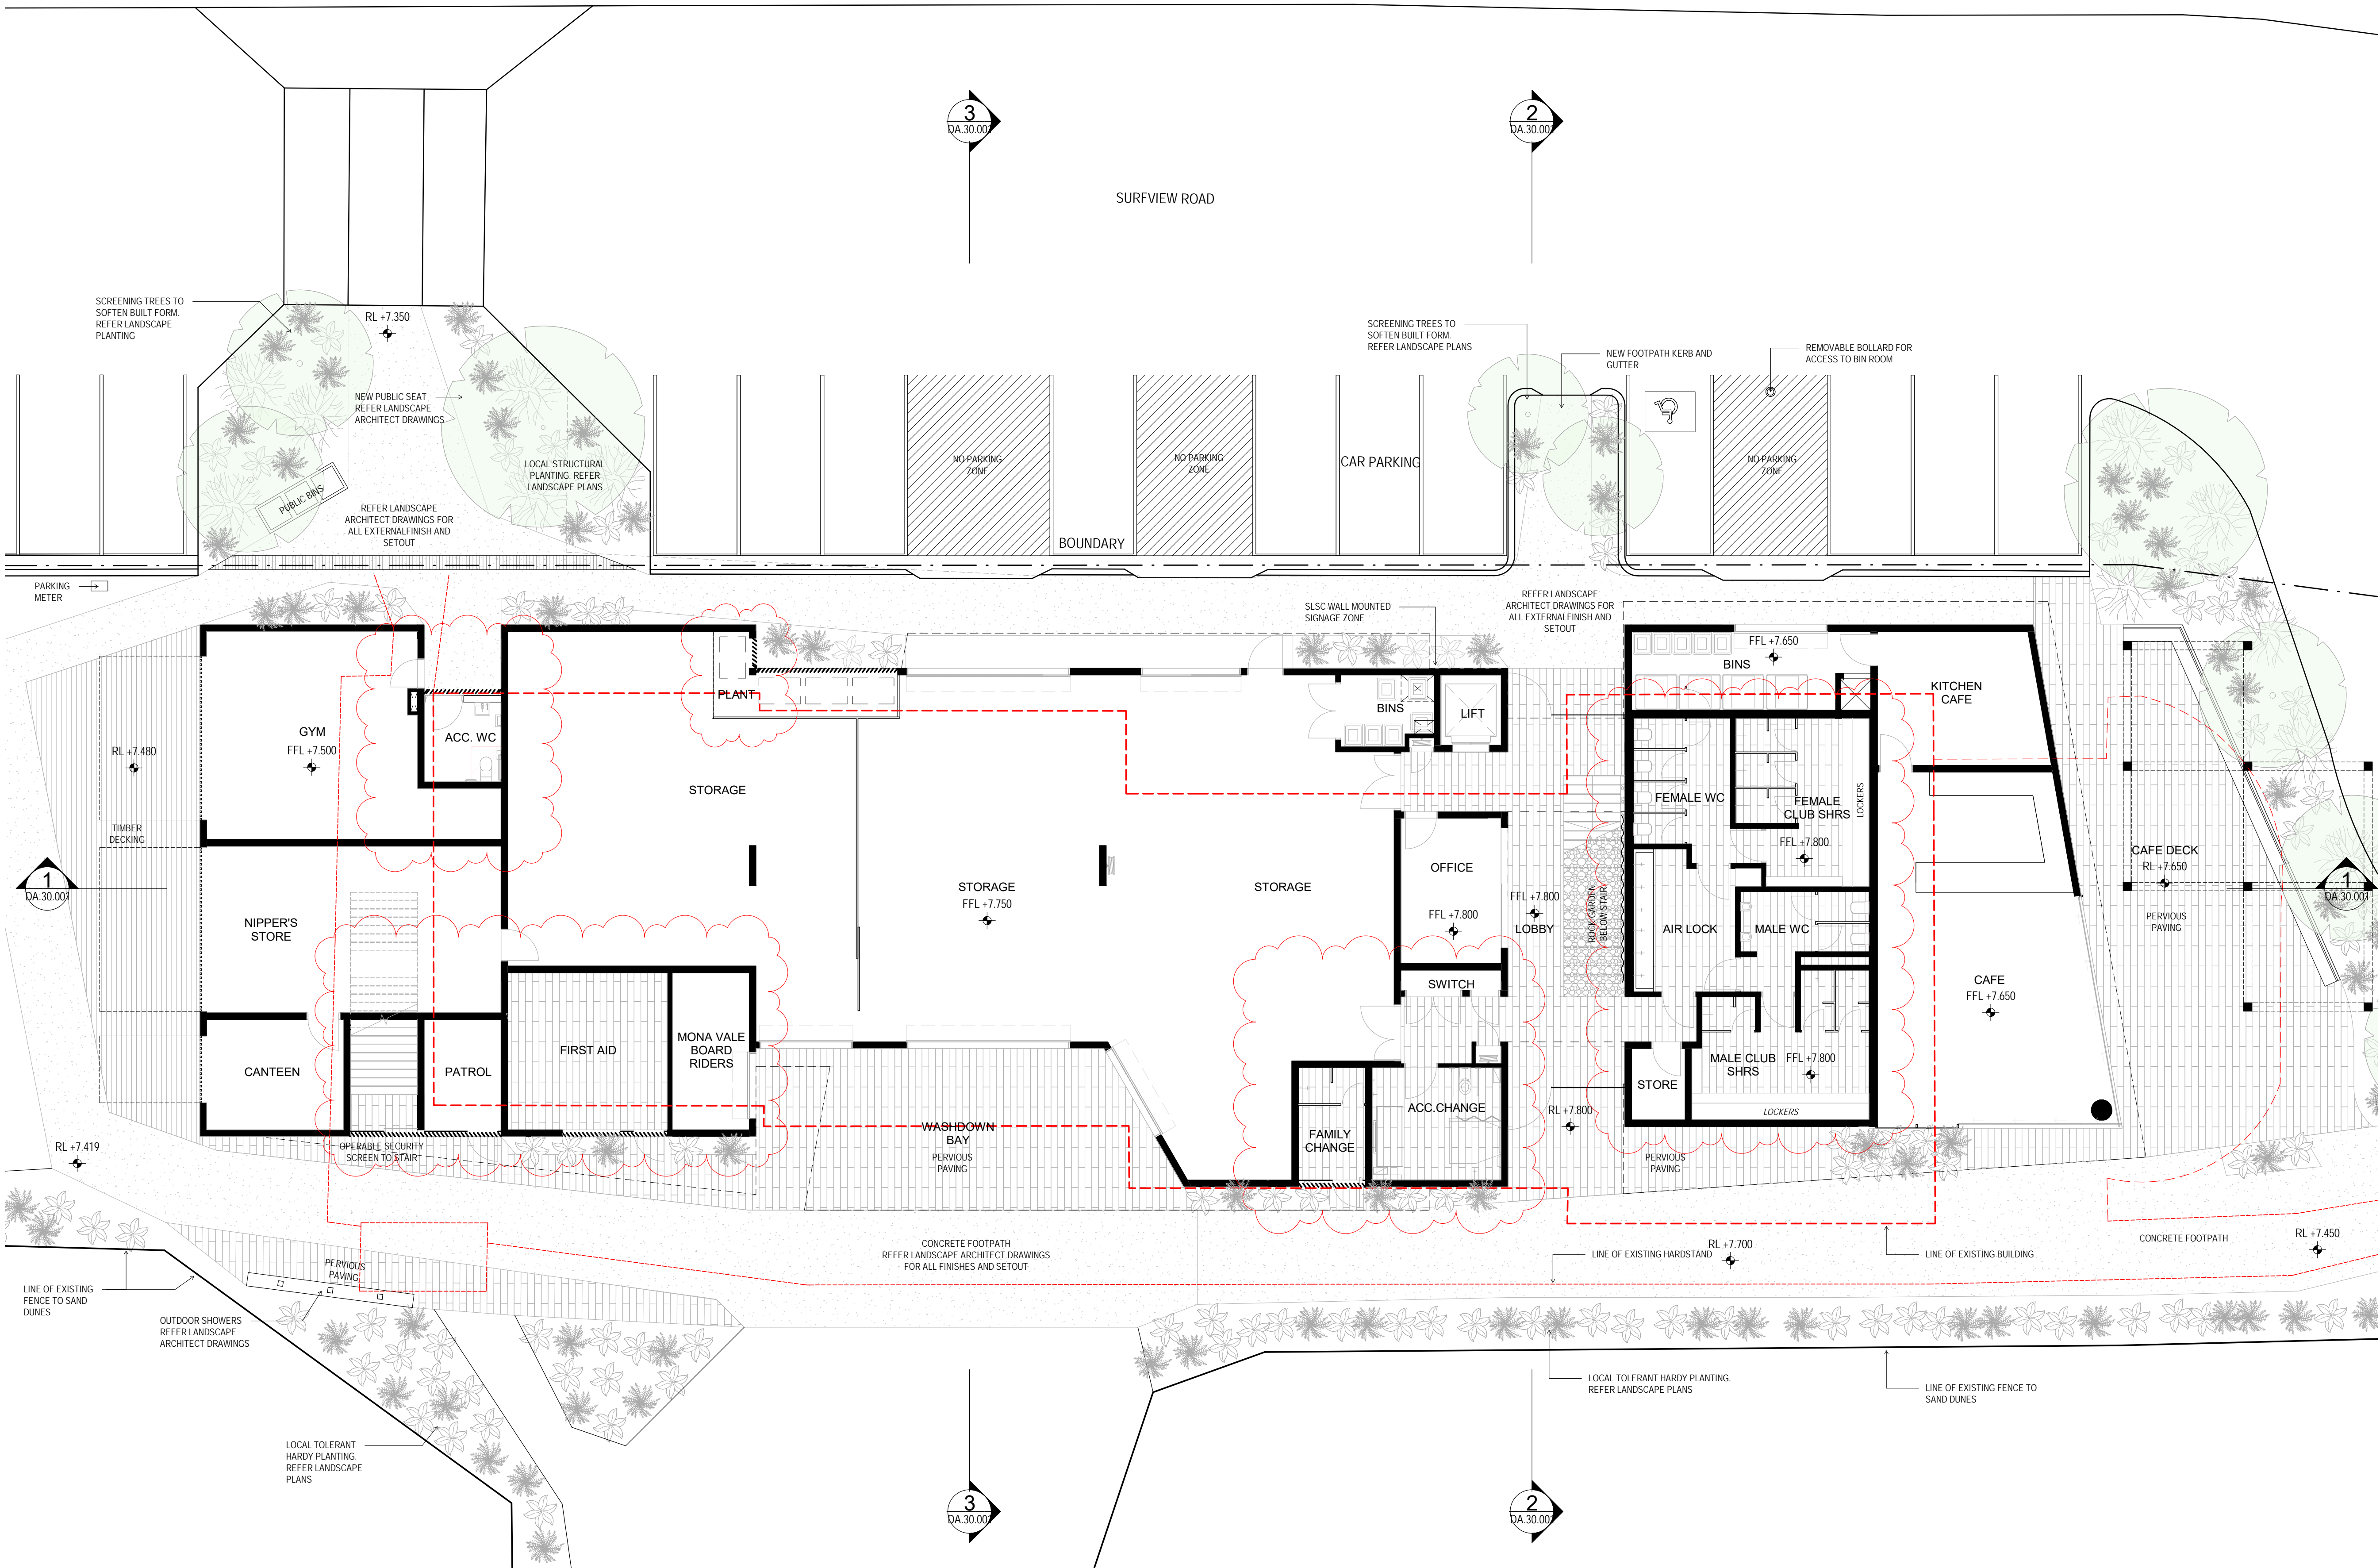 3
DA.30.001
2
DA.30.001
SURFVIEW ROAD
SCREENING TREES TO
SOFTEN BUILT FORM.
REFER LANDSCAPE
PLANTING
RL +7.350
SCREENING TREES TO
SOFTEN BUILT FORM.
REFER LANDSCAPE PLANS
NEW FOOTPATH KERB AND
GUTTER
REMOVABLE BOLLARD FOR
ACCESS TO BIN ROOM
NEW PUBLIC SEAT
REFER LANDSCAPE
ARCHITECT DRAWINGS
LOCAL STRUCTURAL
PLANTING. REFER
LANDSCAPE PLANS
PUBLIC BINS
NO PARKING
ZONE
NO PARKING
ZONE
CAR PARKING
NO PARKING
ZONE
REFER LANDSCAPE
ARCHITECT DRAWINGS FOR
ALL EXTERNALFINISH AND
SETOUT
BOUNDARY
PARKING
METER
SLSC WALL MOUNTED
SIGNAGE ZONE
REFER LANDSCAPE
ARCHITECT DRAWINGS FOR
ALL EXTERNALFINISH AND
SETOUT
FFL +7.650
BINS
PLANT
BINS
LIFT
KITCHEN
CAFE
GYM
FFL +7.500
ACC. WC
RL +7.480
STORAGE
FEMALE WC
FEMALE
CLUB SHRS
LOCKERS
FFL +7.800
TIMBER
DECKING
CAFE DECK
RL +7.650
1
DA.30.001
STORAGE
FFL +7.750
STORAGE
OFFICE
FFL +7.800
FFL +7.800
LOBBY
ROCK GARDEN
BELOW STAIR
1
DA.30.001
NIPPER'S
STORE
AIR LOCK
MALE WC
PERVIOUS
PAVING
SWITCH
CAFE
FFL +7.650
CANTEEN
PATROL
FIRST AID
MONA VALE
BOARD
RIDERS
MALE CLUB
SHRS
FFL +7.800
STORE
LOCKERS
ACC.CHANGE
FAMILY
CHANGE
RL +7.800
WASHDOWN
BAY
PERVIOUS
PAVING
RL +7.419
OPERABLE SECURITY
SCREEN TO STAIR
PERVIOUS
PAVING
CONCRETE FOOTPATH
REFER LANDSCAPE ARCHITECT DRAWINGS
FOR ALL FINISHES AND SETOUT
LINE OF EXISTING HARDSTAND
RL +7.700
LINE OF EXISTING BUILDING
CONCRETE FOOTPATH
RL +7.450
PERVIOUS
PAVING
LINE OF EXISTING
FENCE TO SAND
DUNES
OUTDOOR SHOWERS
REFER LANDSCAPE
ARCHITECT DRAWINGS
LOCAL TOLERANT HARDY PLANTING.
REFER LANDSCAPE PLANS
LINE OF EXISTING FENCE TO
SAND DUNES
LOCAL TOLERANT
HARDY PLANTING.
REFER LANDSCAPE
PLANS
3
DA.30.001
2
DA.30.001